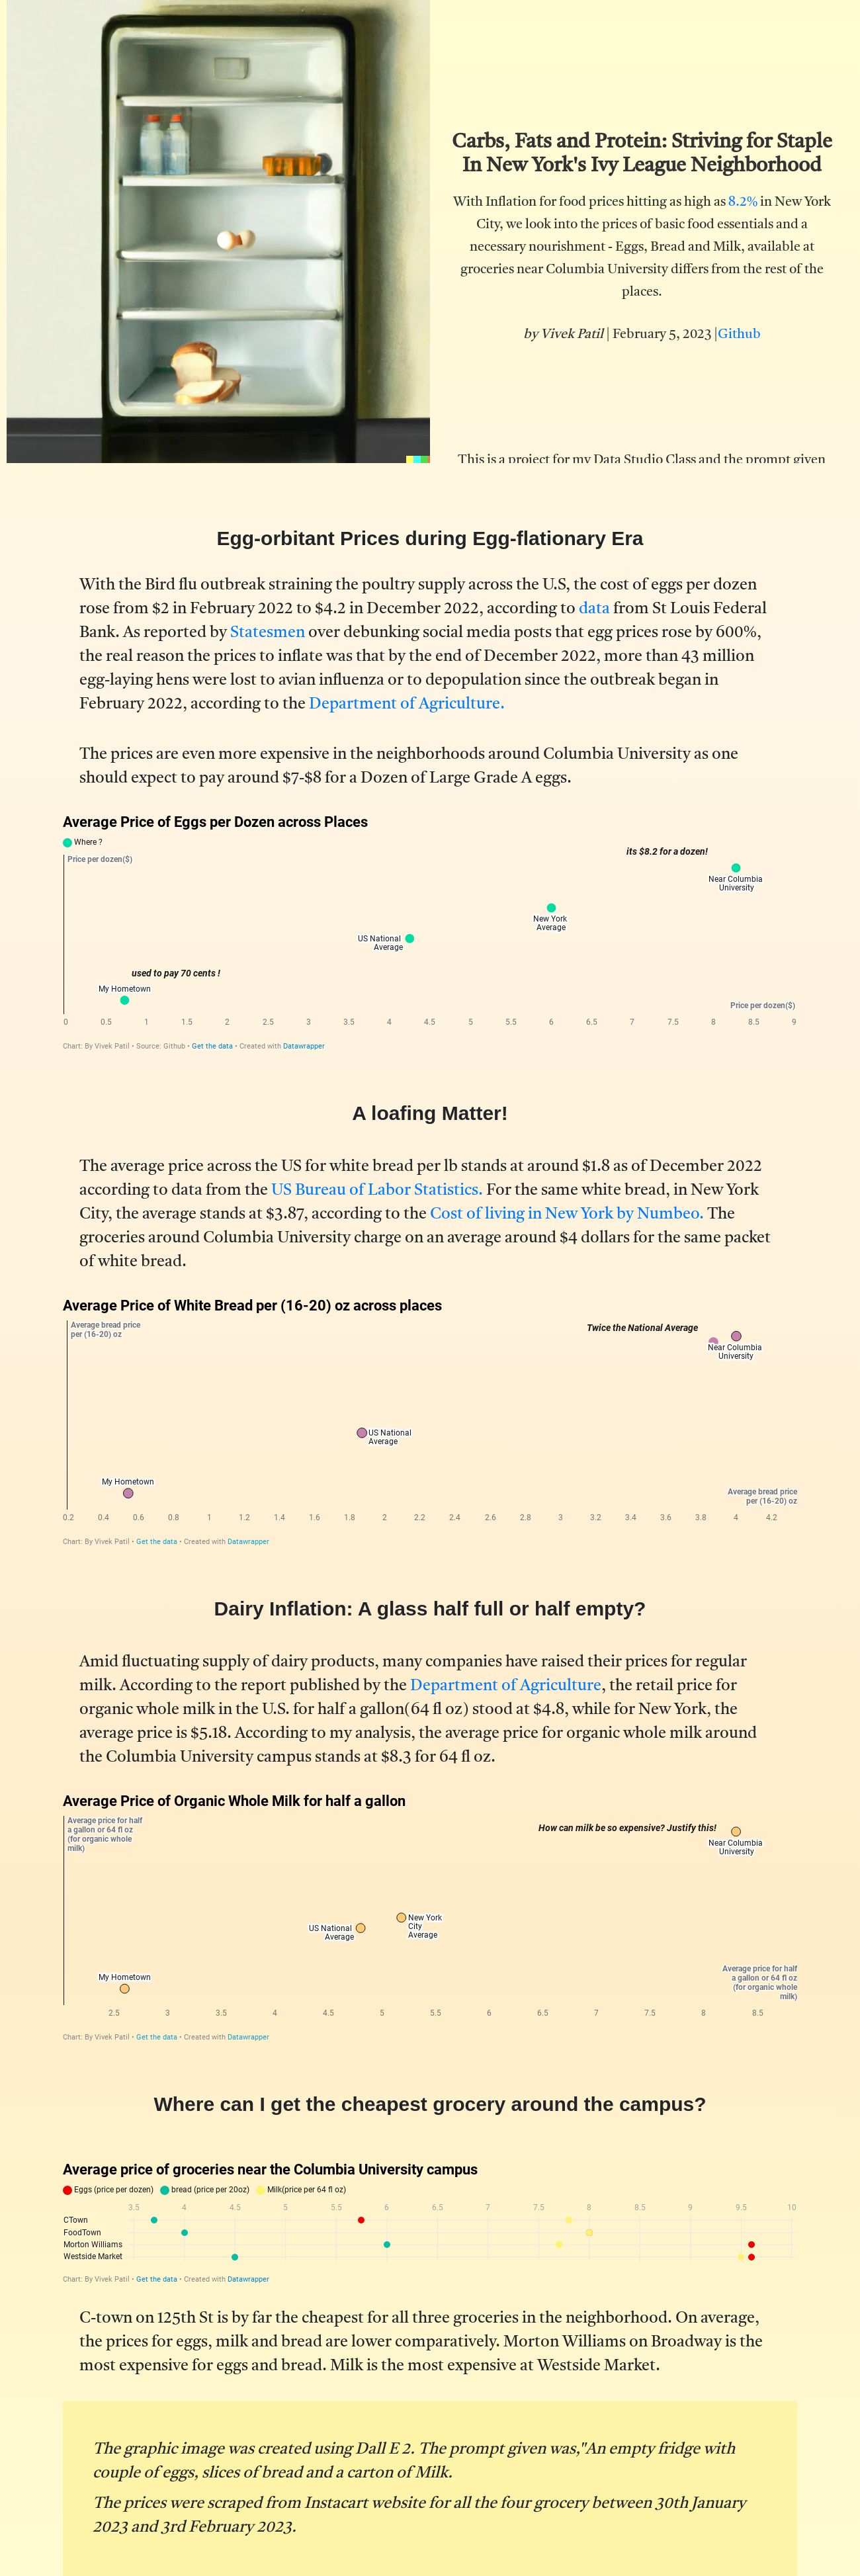 Carbs, Fats and Protein: Striving for Staple
In New York's Ivy League Neighborhood
With Inflation for food prices hitting as high as 8.2% in New York
City, we look into the prices of basic food essentials and a
necessary nourishment - Eggs, Bread and Milk, available at
groceries near Columbia University differs from the rest of the
places.
by Vivek Patil | February 5, 2023 |Github
This is a project for my Data Studio Class and the prompt given
Egg-orbitant Prices during Egg-flationary Era
With the Bird flu outbreak straining the poultry supply across the U.S, the cost of eggs per dozen
rose from $2 in February 2022 to $4.2 in December 2022, according to data from St Louis Federal
Bank. As reported by Statesmen over debunking social media posts that egg prices rose by 600%,
the real reason the prices to inflate was that by the end of December 2022, more than 43 million
egg-laying hens were lost to avian influenza or to depopulation since the outbreak began in
February 2022, according to the Department of Agriculture.
The prices are even more expensive in the neighborhoods around Columbia University as one
should expect to pay around $7-$8 for a Dozen of Large Grade A eggs.
Average Price of Eggs per Dozen across Places
Where ?
its $8.2 for a dozen!
Price per dozen($)
Near Columbia
University
New York
Average
US National
Average
used to pay 70 cents !
My Hometown
Price per dozen($)
0 0.5 1 1.5 2 2.5 3 3.5 4 4.5 5 5.5 6 6.5 7 7.5 8 8.5 9
Chart: By Vivek Patil • Source: Github • Get the data • Created with Datawrapper
A loafing Matter!
The average price across the US for white bread per lb stands at around $1.8 as of December 2022
according to data from the US Bureau of Labor Statistics. For the same white bread, in New York
City, the average stands at $3.87, according to the Cost of living in New York by Numbeo. The
groceries around Columbia University charge on an average around $4 dollars for the same packet
of white bread.
Average Price of White Bread per (16-20) oz across places
Average bread price
per (16-20) oz
Twice the National Average
Near Columbia
University
US National
Average
My Hometown
Average bread price
per (16-20) oz
0.2 0.4 0.6 0.8 1 1.2 1.4 1.6 1.8 2 2.2 2.4 2.6 2.8 3 3.2 3.4 3.6 3.8 4 4.2
Chart: By Vivek Patil • Get the data • Created with Datawrapper
Dairy Inflation: A glass half full or half empty?
Amid fluctuating supply of dairy products, many companies have raised their prices for regular
milk. According to the report published by the Department of Agriculture, the retail price for
organic whole milk in the U.S. for half a gallon(64 fl oz) stood at $4.8, while for New York, the
average price is $5.18. According to my analysis, the average price for organic whole milk around
the Columbia University campus stands at $8.3 for 64 fl oz.
Average Price of Organic Whole Milk for half a gallon
Average price for half
a gallon or 64 fl oz
(for organic whole
milk)
How can milk be so expensive? Justify this!
Near Columbia
University
New York
City
Average
US National
Average
My Hometown
Average price for half
a gallon or 64 fl oz
(for organic whole
milk)
2.5 3 3.5 4 4.5 5 5.5 6 6.5 7 7.5 8 8.5
Chart: By Vivek Patil • Get the data • Created with Datawrapper
Where can I get the cheapest grocery around the campus?
Average price of groceries near the Columbia University campus
Eggs (price per dozen) bread (price per 20oz) Milk(price per 64 fl oz)
3.5 4 4.5 5 5.5 6 6.5 7 7.5 8 8.5 9 9.5 10
CTown
FoodTown
Morton Williams
Westside Market
Chart: By Vivek Patil • Get the data • Created with Datawrapper
C-town on 125th St is by far the cheapest for all three groceries in the neighborhood. On average,
the prices for eggs, milk and bread are lower comparatively. Morton Williams on Broadway is the
most expensive for eggs and bread. Milk is the most expensive at Westside Market.
The graphic image was created using Dall E 2. The prompt given was,"An empty fridge with
couple of eggs, slices of bread and a carton of Milk.
The prices were scraped from Instacart website for all the four grocery between 30th January
2023 and 3rd February 2023.